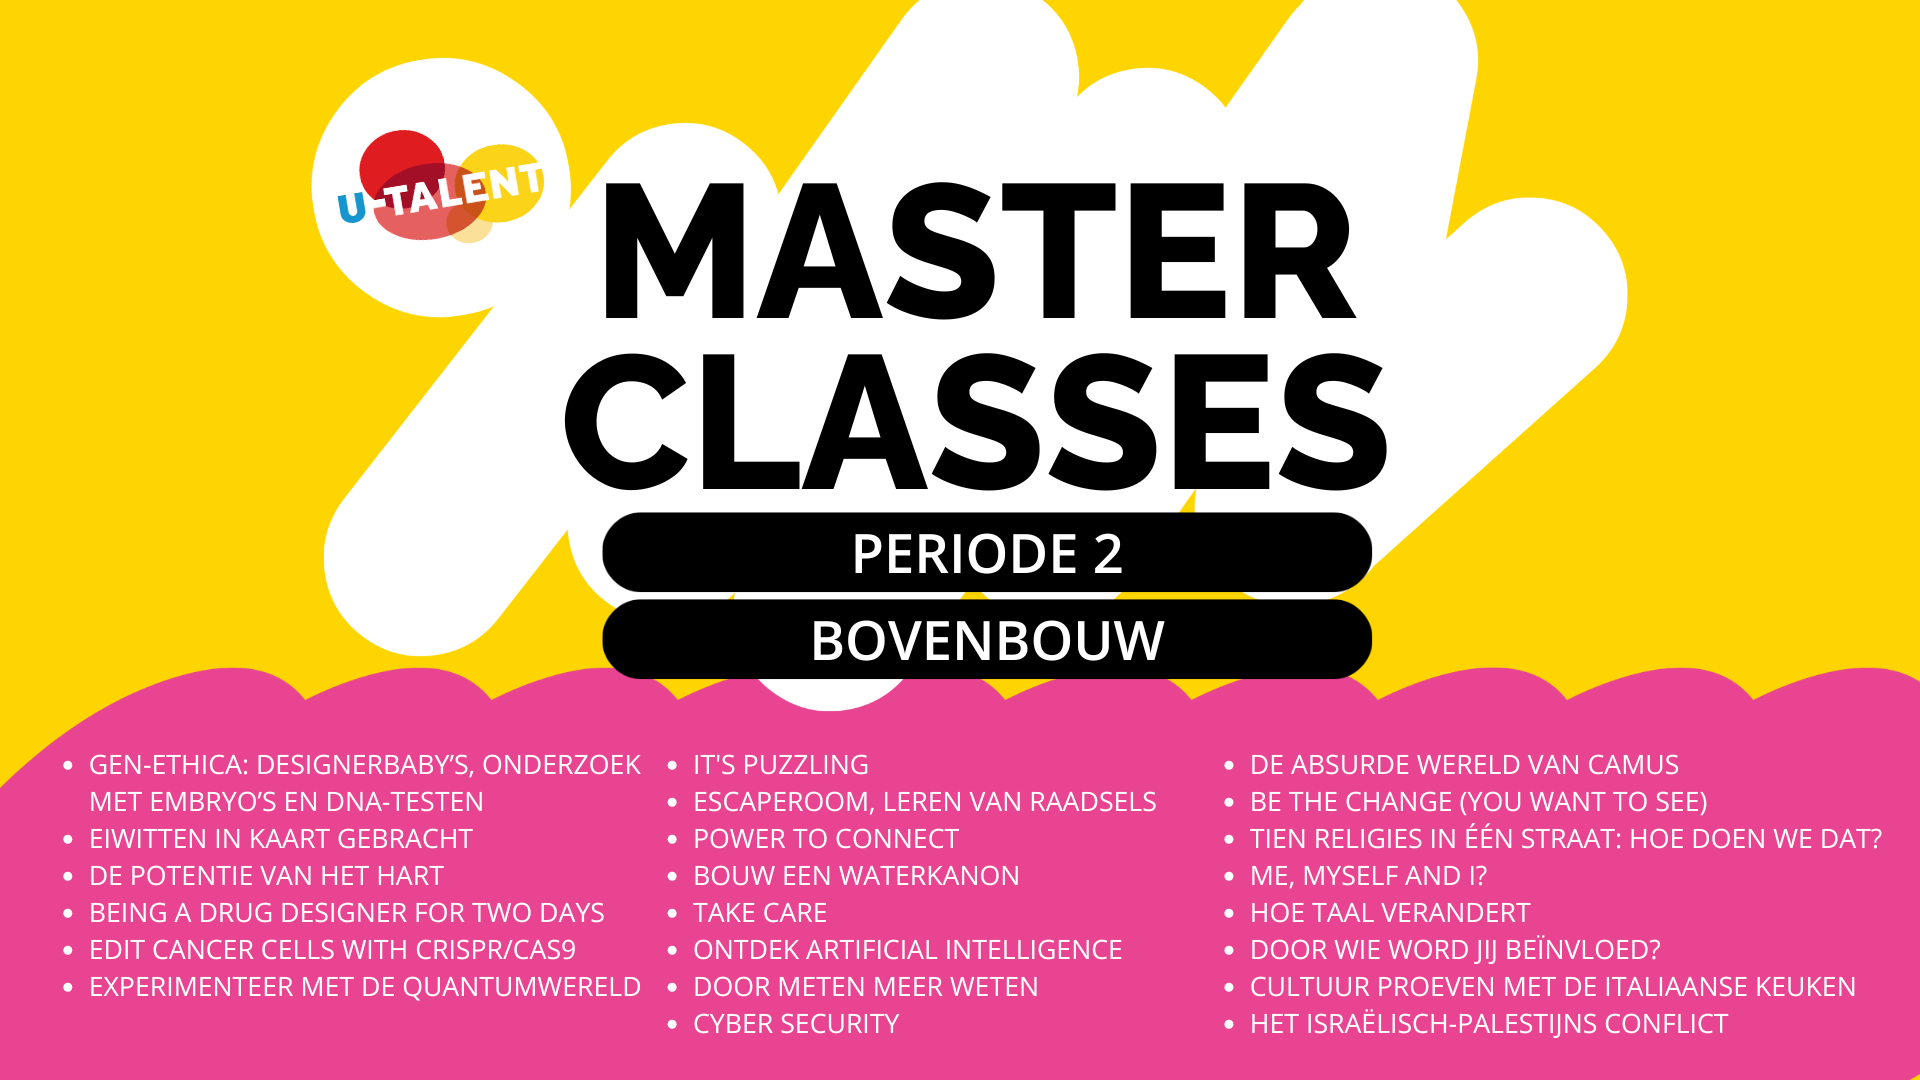 U-TALENT
MASTER
CLASSES
PERIODE 2
BOVENBOUW
• GEN-ETHICA: DESIGNERBABY’S, ONDERZOEK
MET EMBRYO’S EN DNA-TESTEN
• EIWITTEN IN KAART GEBRACHT
• DE POTENTIE VAN HET HART
• BEING A DRUG DESIGNER FOR TWO DAYS
• EDIT CANCER CELLS WITH CRISPR/CAS9
• EXPERIMENTEER MET DE QUANTUMWERELD
• IT'S PUZZLING
• ESCAPEROOM, LEREN VAN RAADSELS
• POWER TO CONNECT
• BOUW EEN WATERKANON
• TAKE CARE
• ONTDEK ARTIFICIAL INTELLIGENCE
• DOOR METEN MEER WETEN
• CYBER SECURITY
• DE ABSURDE WERELD VAN CAMUS
• BE THE CHANGE (YOU WANT TO SEE)
• TIEN RELIGIES IN ÉÉN STRAAT: HOE DOEN WE DAT?
• ME, MYSELF AND I?
• HOE TAAL VERANDERT
• DOOR WIE WORD JIJ BEÏNVLOED?
• CULTUUR PROEVEN MET DE ITALIAANSE KEUKEN
• HET ISRAËLISCH-PALESTIJNS CONFLICT